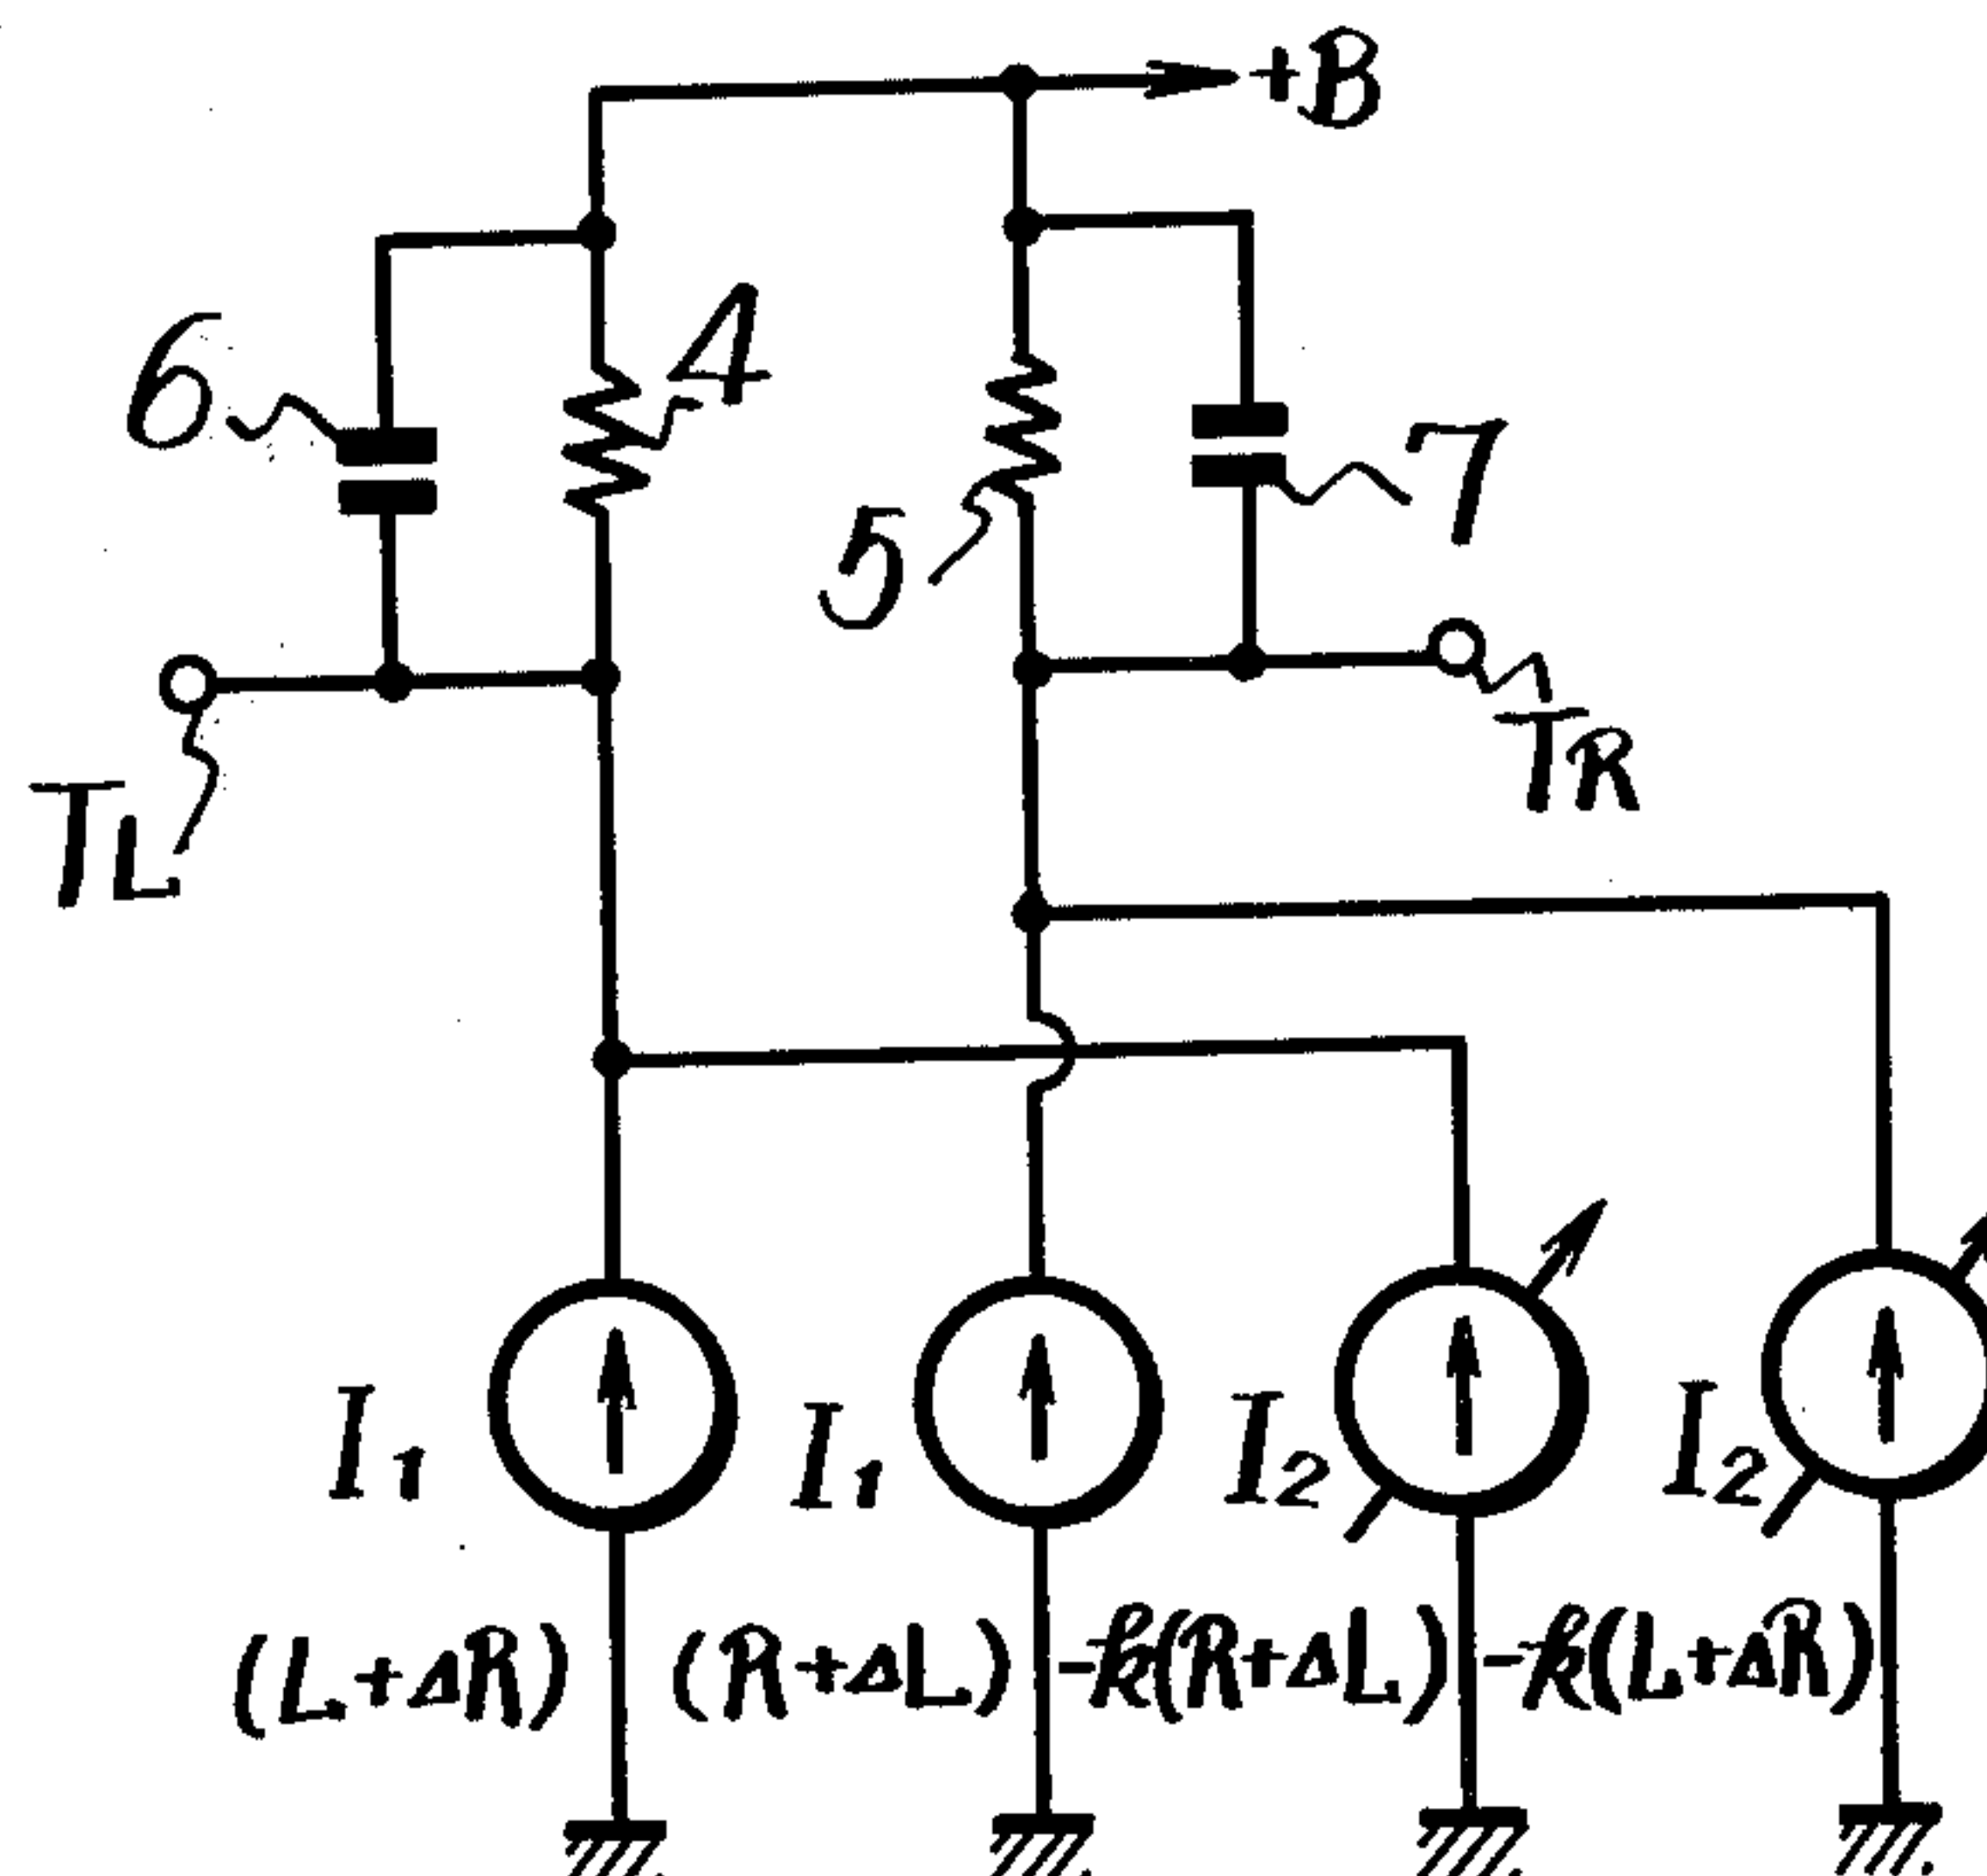 +B
6
4
7
5
TL
TR
I1 I1 I2 I2
(L+ΔR) (R+ΔL) -k(R+ΔL) -k(L+ΔR)